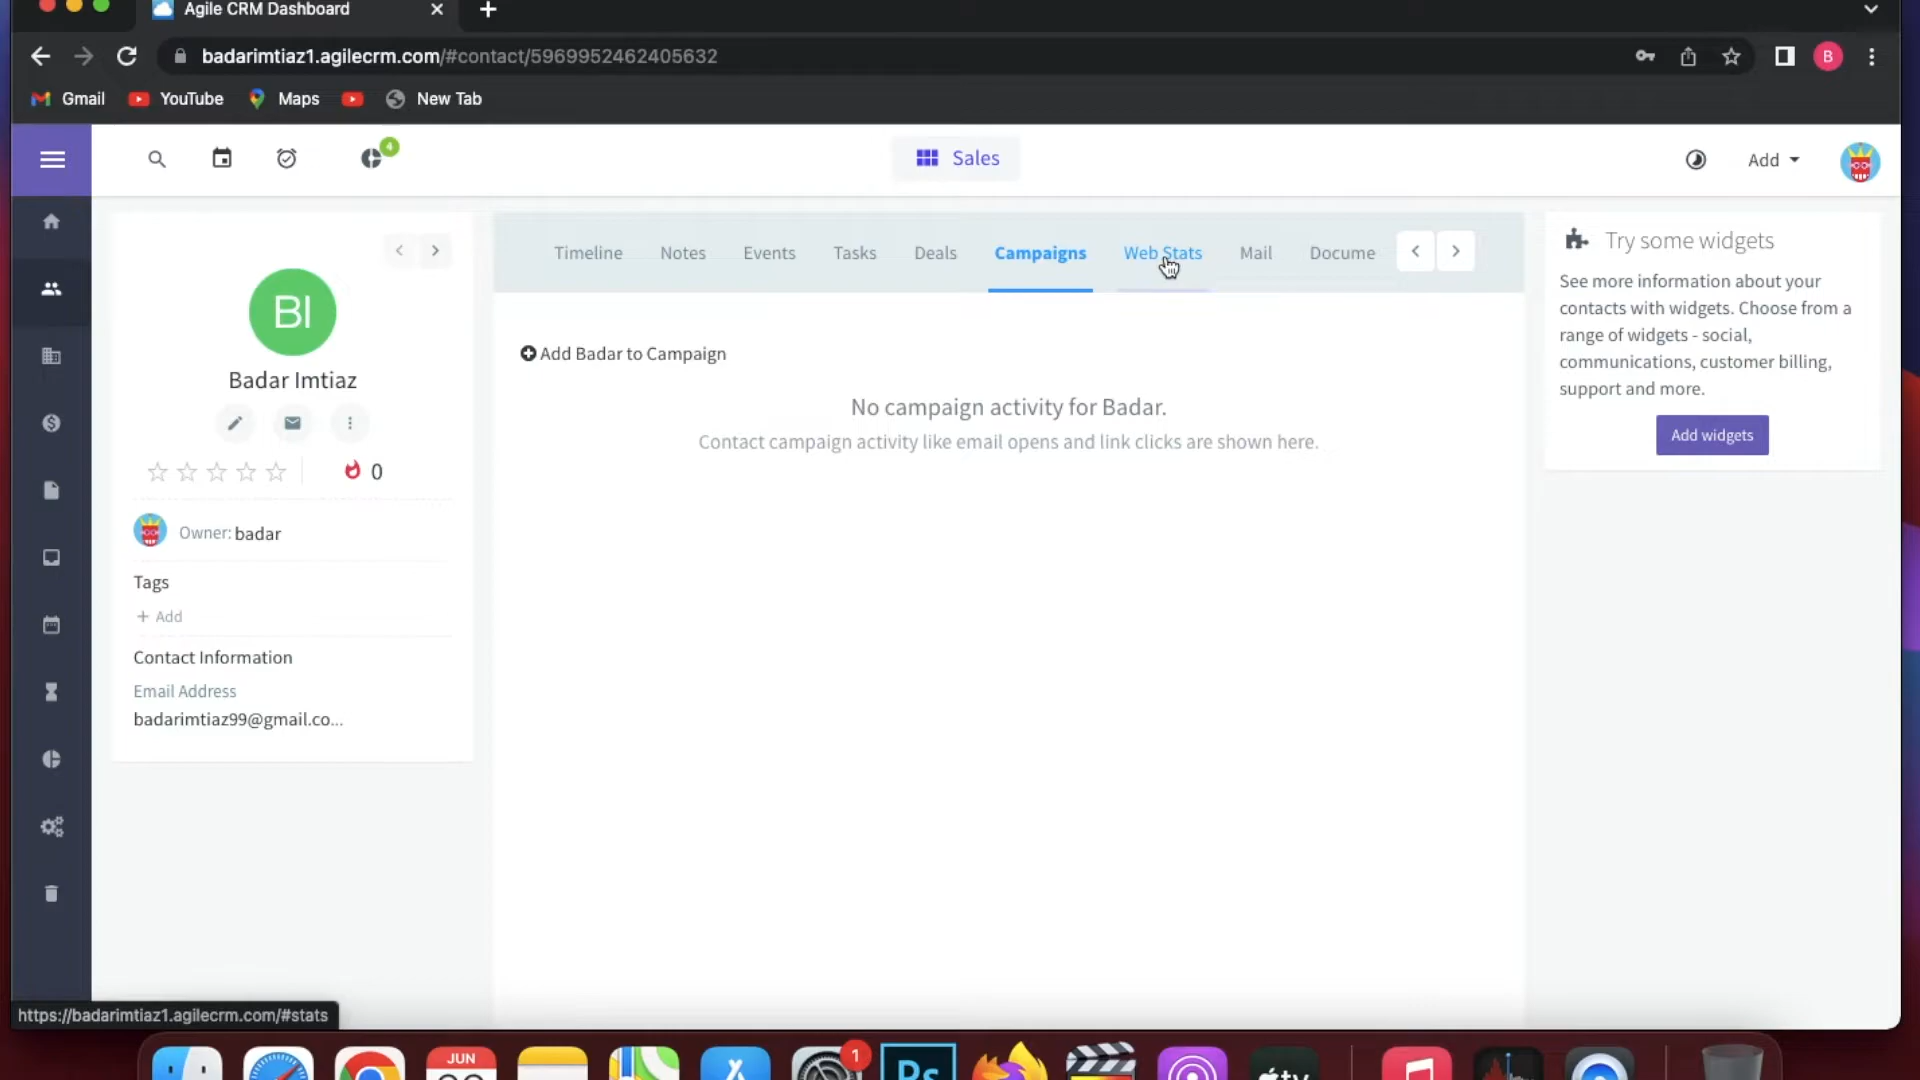 Agile CRM Dashboard
badarimtiaz1.agilecrm.com/#contact/5969952462405632
B
Gmail
YouTube
Maps
New Tab
4
Sales
Add
Timeline
Notes
Events
Tasks
Deals
Campaigns
Web Stats
Mail
Docume
BI
Badar Imtiaz
0
Owner: badar
Tags
+ Add
Contact Information
Email Address
badarimtiaz99@gmail.co...
Add Badar to Campaign
No campaign activity for Badar.
Contact campaign activity like email opens and link clicks are shown here.
Try some widgets
See more information about your
contacts with widgets. Choose from a
range of widgets - social,
communications, customer billing,
support and more.
Add widgets
https://badarimtiaz1.agilecrm.com/#stats
JUN
1
Ps
tv